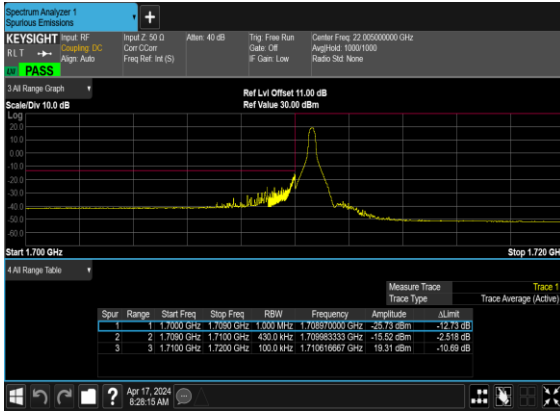 Spectrum Analyzer 1
Spurious Emissions
KEYSIGHT Input: RF Input Z: 50 Ω Atten: 40 dB Trig: Free Run Center Freq: 22.005000000 GHz
RLT Coupling: DC Corr CCorr Gate: Off Avg|Hold: 1000/1000
Align: Auto Freq Ref: Int (S) IF Gain: Low Radio Std: None
PASS
3 All Range Graph
Ref Lvl Offset 11.00 dB
Scale/Div 10.0 dB Ref Value 30.00 dBm
Log
20.0
10.0
0.00
-10.0
-20.0
-30.0
-40.0
-50.0
-60.0
Start 1.700 GHz Stop 1.720 GH
4 All Range Table
Measure Trace Trace 1
Trace Type Trace Average (Active)
Spur Range Start Freq Stop Freq RBW Frequency Amplitude ΔLimit
1 1 1.7000 GHz 1.7090 GHz 1.000 MHz 1.708970000 GHz -25.73 dBm -12.73 dB
2 2 1.7090 GHz 1.7100 GHz 430.0 kHz 1.709983333 GHz -15.52 dBm -2.518 dB
3 3 1.7100 GHz 1.7200 GHz 100.0 kHz 1.710616667 GHz 19.31 dBm -10.69 dB
Apr 17, 2024
8:28:15 AM